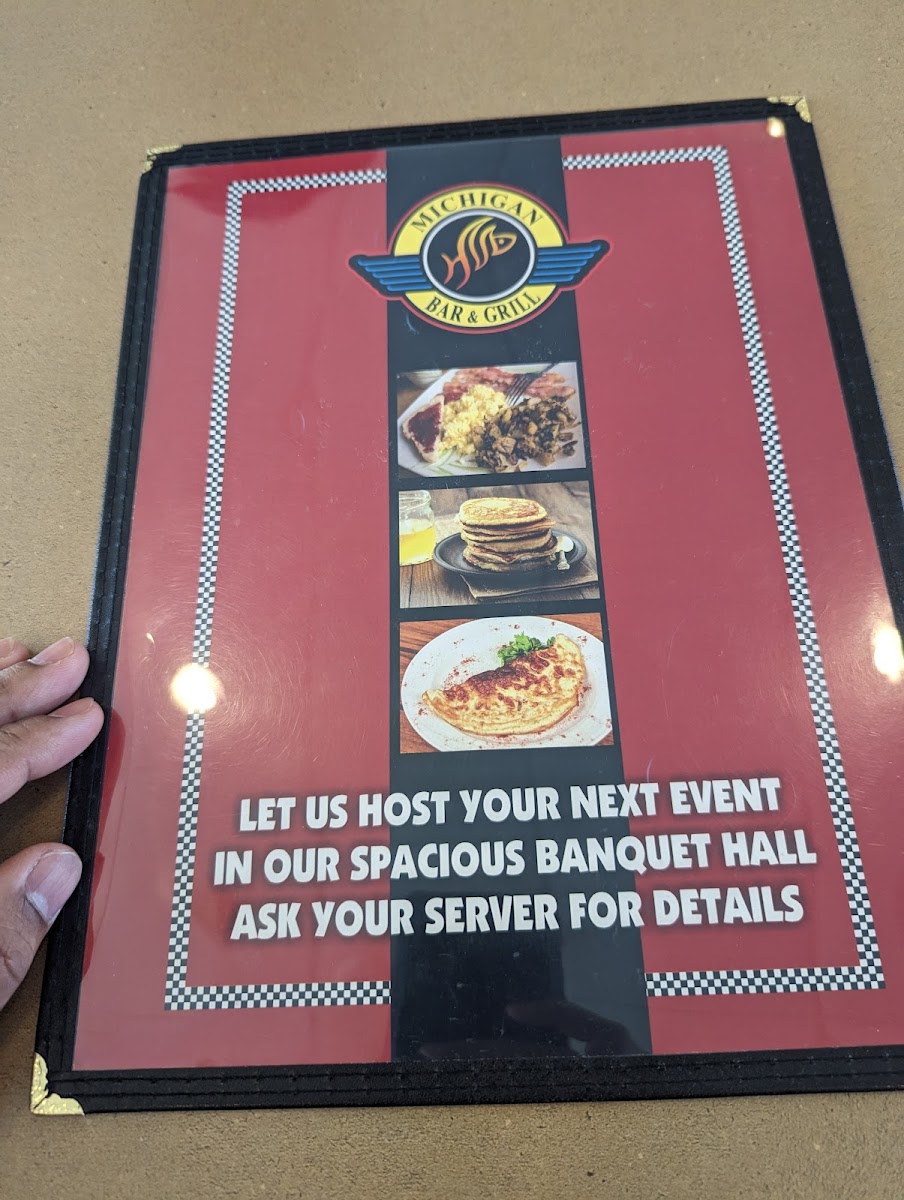 MICHIGAN
BAR & GRILL
LET US HOST YOUR NEXT EVENT
IN OUR SPACIOUS BANQUET HALL
ASK YOUR SERVER FOR DETAILS